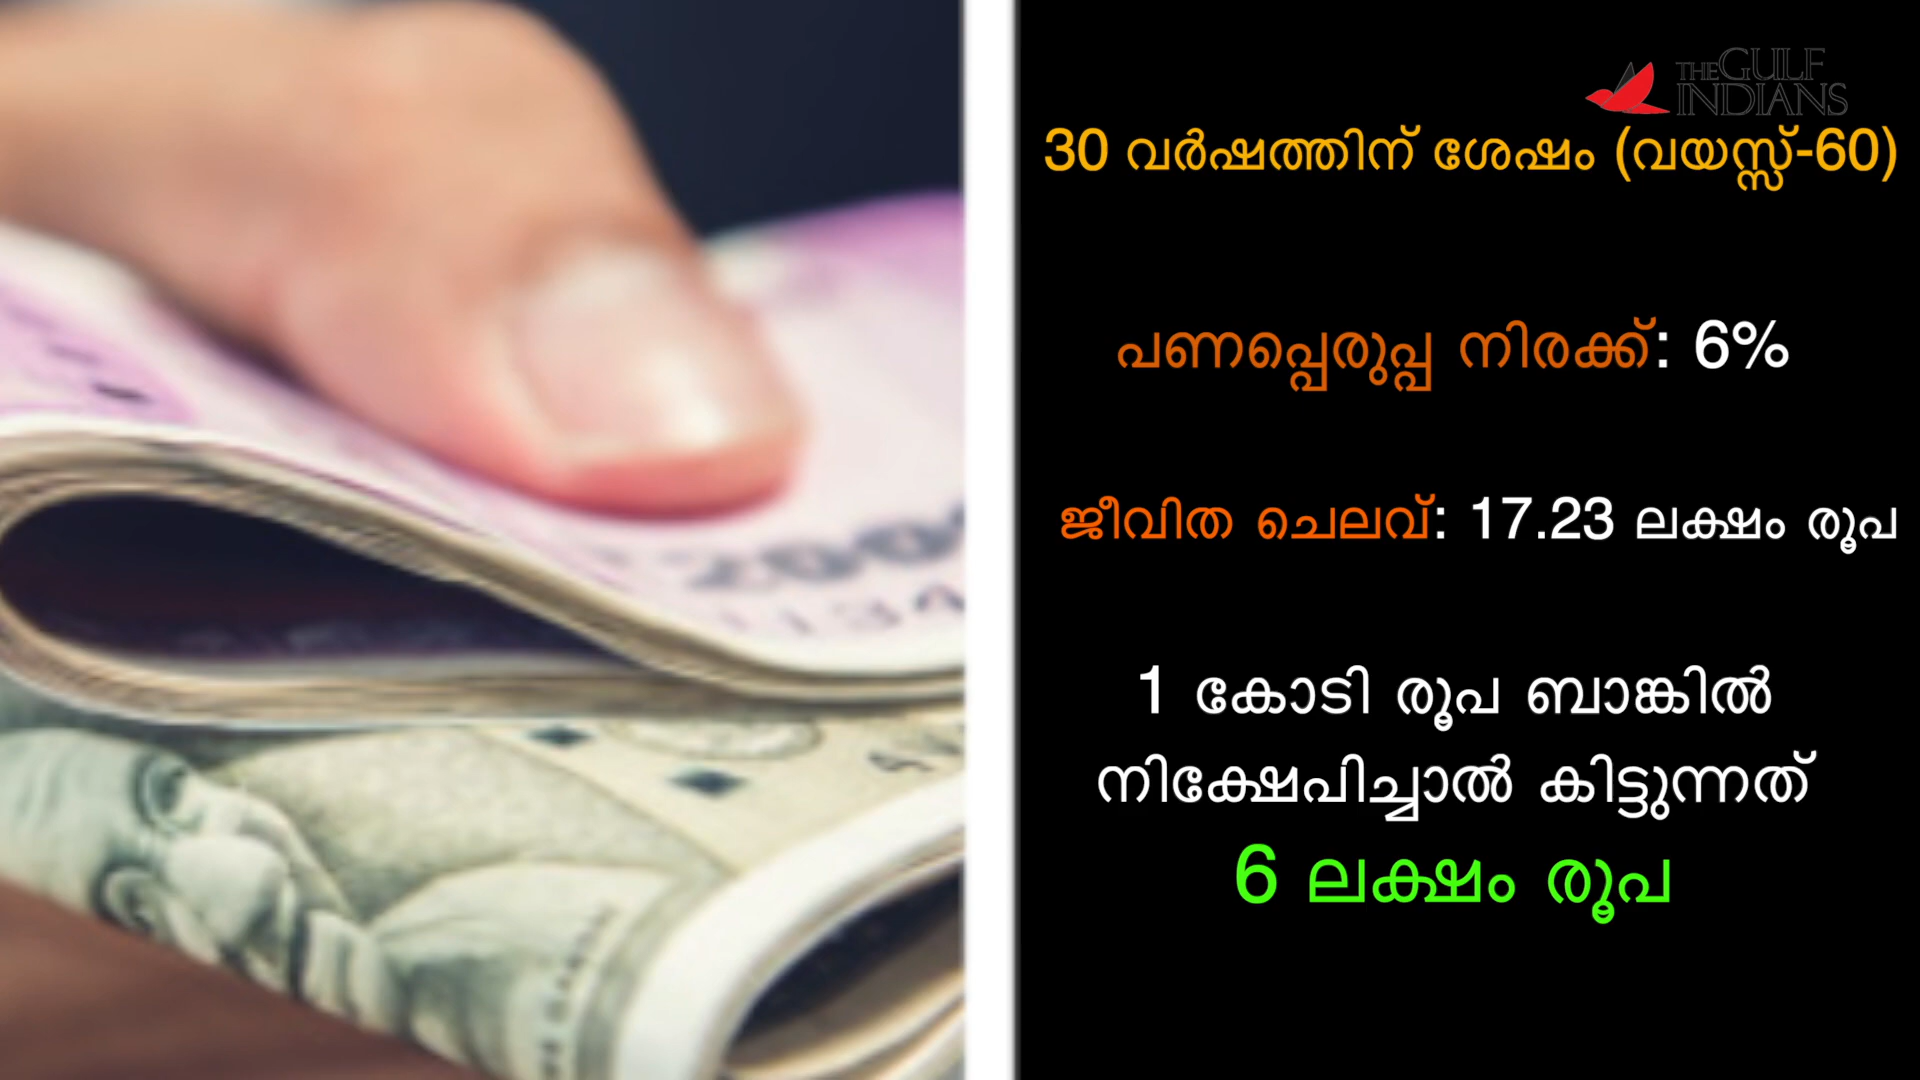 THE GULF
INDIANS
30 വർഷത്തിന് ശേഷം (വയസ്സ്-60)
പണപ്പെരുപ്പ നിരക്ക്: 6%
ജീവിത ചെലവ്: 17.23 ലക്ഷം രൂപ
1 കോടി രൂപ ബാങ്കിൽ
നിക്ഷേപിച്ചാൽ കിട്ടുന്നത്
6 ലക്ഷം രൂപ